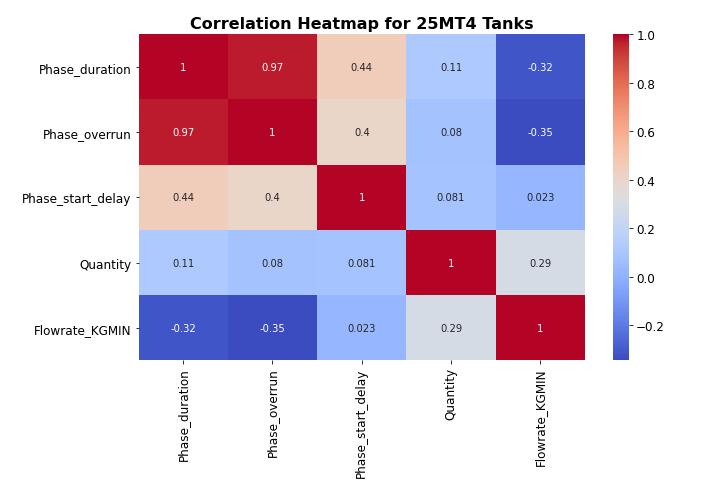 Correlation Heatmap for 25MT4 Tanks
Phase_duration 1 0.97 0.44 0.11 -0.32
Phase_overrun 0.97 1 0.4 0.08 -0.35
Phase_start_delay 0.44 0.4 1 0.081 0.023
Quantity 0.11 0.08 0.081 1 0.29
Flowrate_KGMIN -0.32 -0.35 0.023 0.29 1
Phase_duration
Phase_overrun
Phase_start_delay
Quantity
Flowrate_KGMIN
1.0
0.8
0.6
0.4
0.2
0.0
−0.2